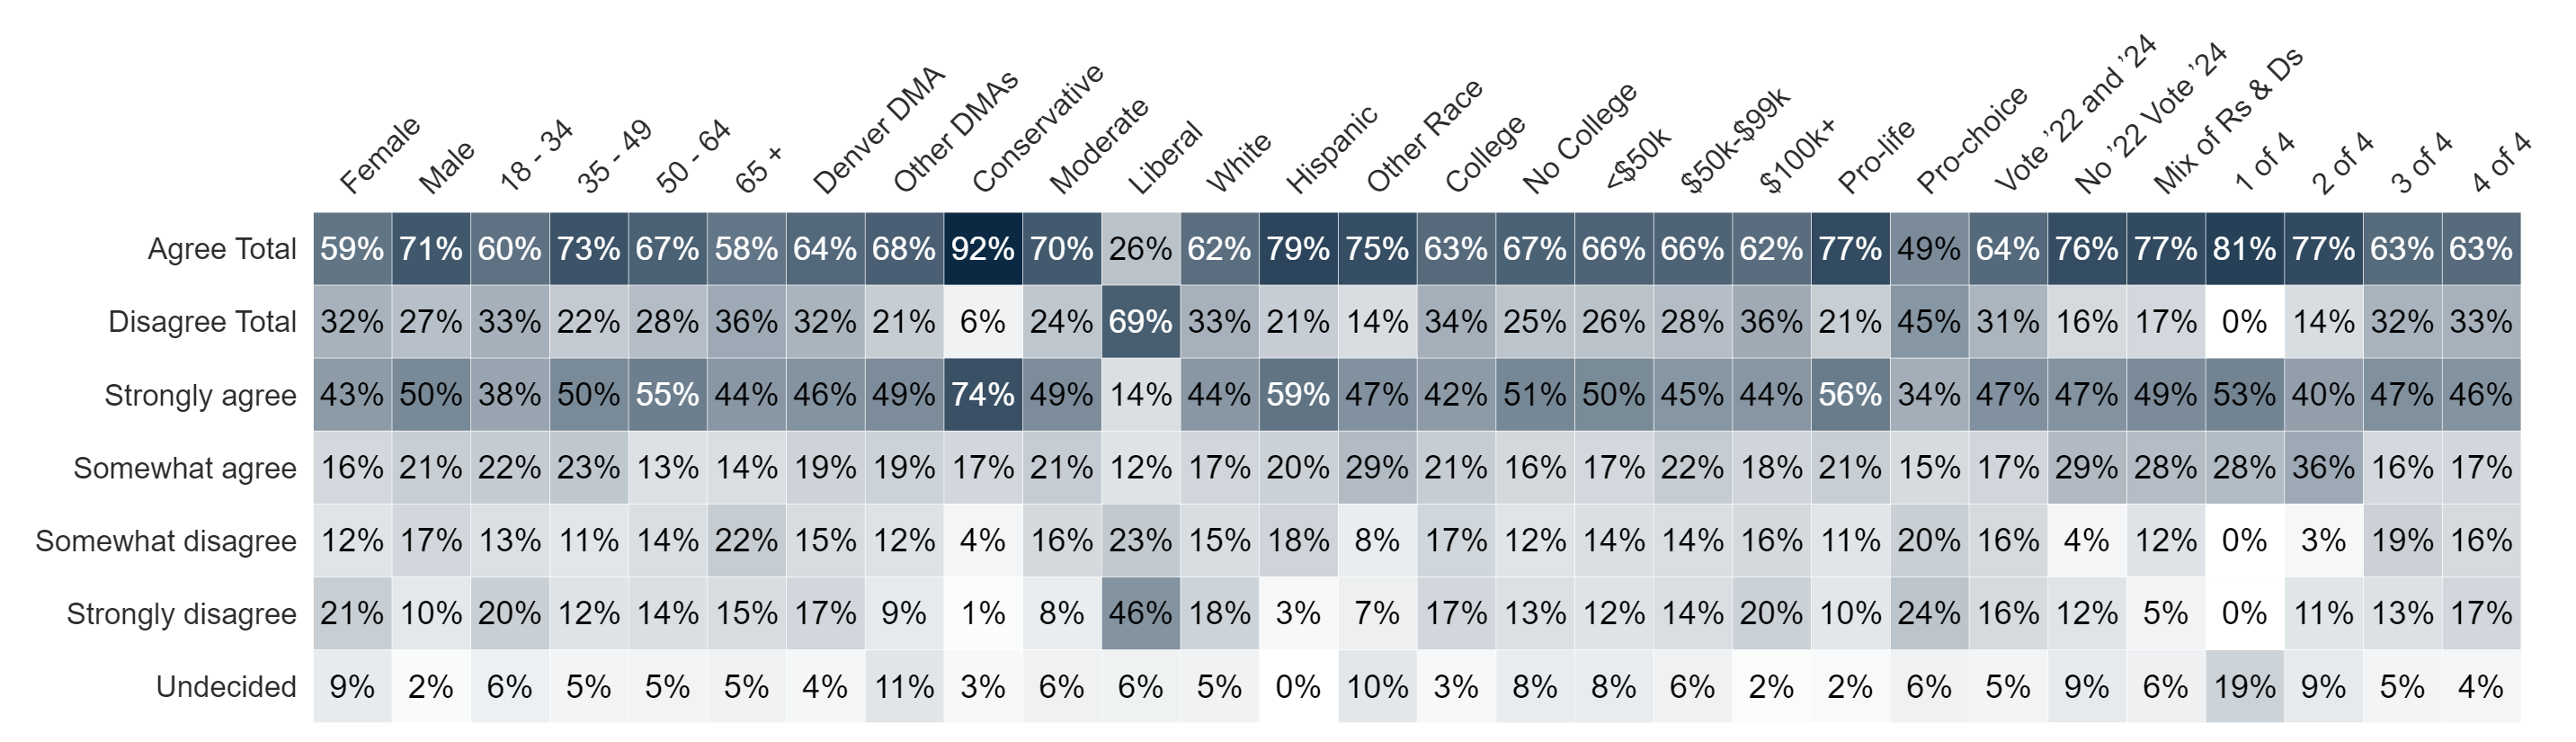 Female Male 18 - 34 35 - 49 50 - 64 65 + Denver DMA Other DMAs Conservative Moderate Liberal White Hispanic Other Race College No College <$50k $50k-$99k $100k+ Pro-life Pro-choice Vote ’22 and ’24 No ’22 Vote ’24 Mix of Rs & Ds 1 of 4 2 of 4 3 of 4 4 of 4
Agree Total 59% 71% 60% 73% 67% 58% 64% 68% 92% 70% 26% 62% 79% 75% 63% 67% 66% 66% 62% 77% 49% 64% 76% 77% 81% 77% 63% 63%
Disagree Total 32% 27% 33% 22% 28% 36% 32% 21% 6% 24% 69% 33% 21% 14% 34% 25% 26% 28% 36% 21% 45% 31% 16% 17% 0% 14% 32% 33%
Strongly agree 43% 50% 38% 50% 55% 44% 46% 49% 74% 49% 14% 44% 59% 47% 42% 51% 50% 45% 44% 56% 34% 47% 47% 49% 53% 40% 47% 46%
Somewhat agree 16% 21% 22% 23% 13% 14% 19% 19% 17% 21% 12% 17% 20% 29% 21% 16% 17% 22% 18% 21% 15% 17% 29% 28% 28% 36% 16% 17%
Somewhat disagree 12% 17% 13% 11% 14% 22% 15% 12% 4% 16% 23% 15% 18% 8% 17% 12% 14% 14% 16% 11% 20% 16% 4% 12% 0% 3% 19% 16%
Strongly disagree 21% 10% 20% 12% 14% 15% 17% 9% 1% 8% 46% 18% 3% 7% 17% 13% 12% 14% 20% 10% 24% 16% 12% 5% 0% 11% 13% 17%
Undecided 9% 2% 6% 5% 5% 5% 4% 11% 3% 6% 6% 5% 0% 10% 3% 8% 8% 6% 2% 2% 6% 5% 9% 6% 19% 9% 5% 4%